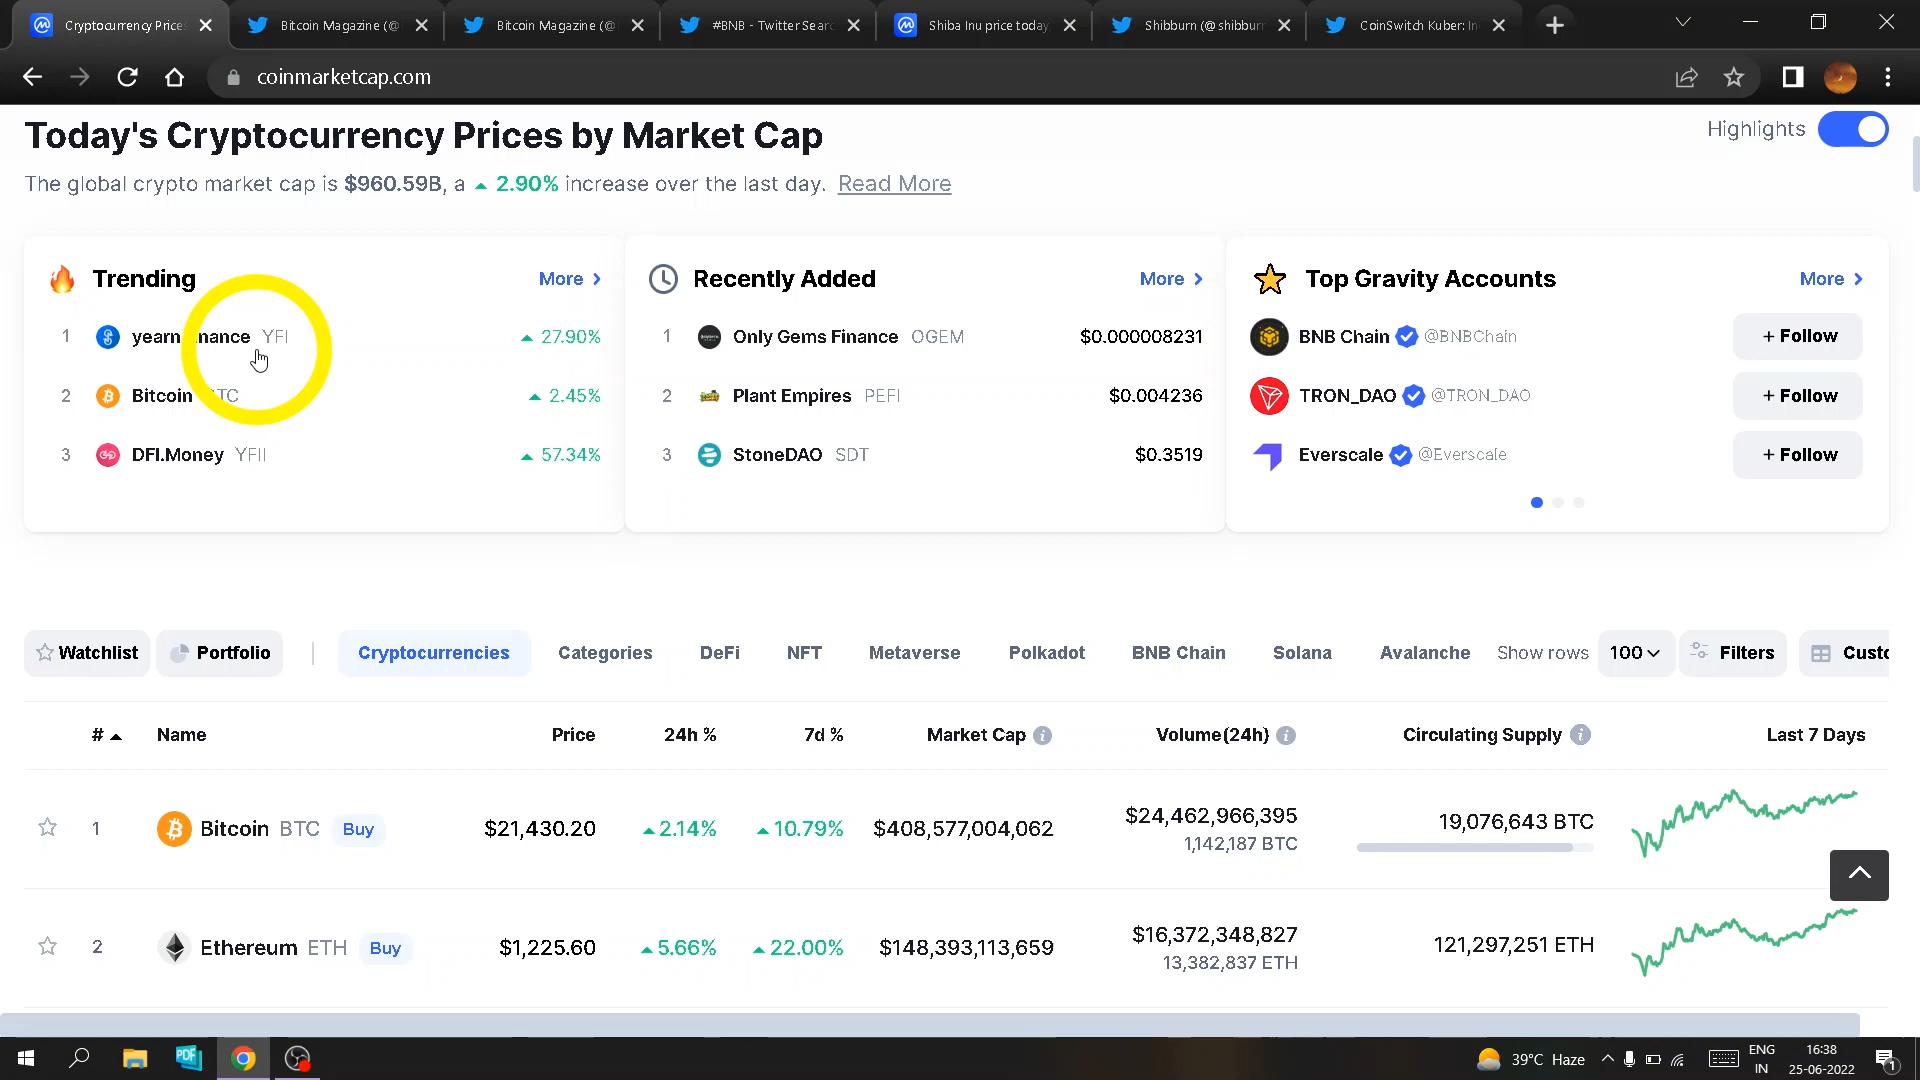 Cryptocurrency Prices
Bitcoin Magazine (@
Bitcoin Magazine (@
#BNB - Twitter Searc
Shiba Inu price today,
Shibburn (@shibburn
CoinSwitch Kuber: In
coinmarketcap.com
Today's Cryptocurrency Prices by Market Cap
Highlights
The global crypto market cap is $960.59B, a 2.90% increase over the last day. Read More
Trending
More >
1 yearn.finance YFI 27.90%
2 Bitcoin BTC 2.45%
3 DFI.Money YFII 57.34%
Recently Added
More >
1 Only Gems Finance OGEM $0.000008231
2 Plant Empires PEFI $0.004236
3 StoneDAO SDT $0.3519
Top Gravity Accounts
More >
BNB Chain @BNBChain + Follow
TRON_DAO @TRON_DAO + Follow
Everscale @Everscale + Follow
Watchlist Portfolio Cryptocurrencies Categories DeFi NFT Metaverse Polkadot BNB Chain Solana Avalanche Show rows 100 Filters Custo
# Name Price 24h % 7d % Market Cap Volume(24h) Circulating Supply Last 7 Days
1 Bitcoin BTC Buy $21,430.20 2.14% 10.79% $408,577,004,062 $24,462,966,395 19,076,643 BTC
1,142,187 BTC
2 Ethereum ETH Buy $1,225.60 5.66% 22.00% $148,393,113,659 $16,372,348,827 121,297,251 ETH
13,382,837 ETH
PDF
39°C Haze
ENG
IN
16:38
25-06-2022
1